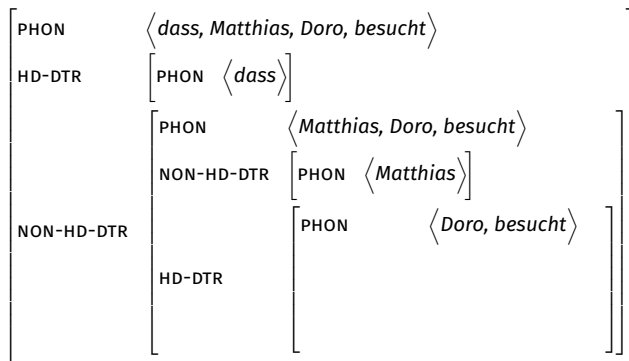 PHON ⟨dass, Matthias, Doro, besucht⟩
HD-DTR [PHON ⟨dass⟩]
PHON ⟨Matthias, Doro, besucht⟩
NON-HD-DTR [PHON ⟨Matthias⟩]
PHON ⟨Doro, besucht⟩
NON-HD-DTR
HD-DTR